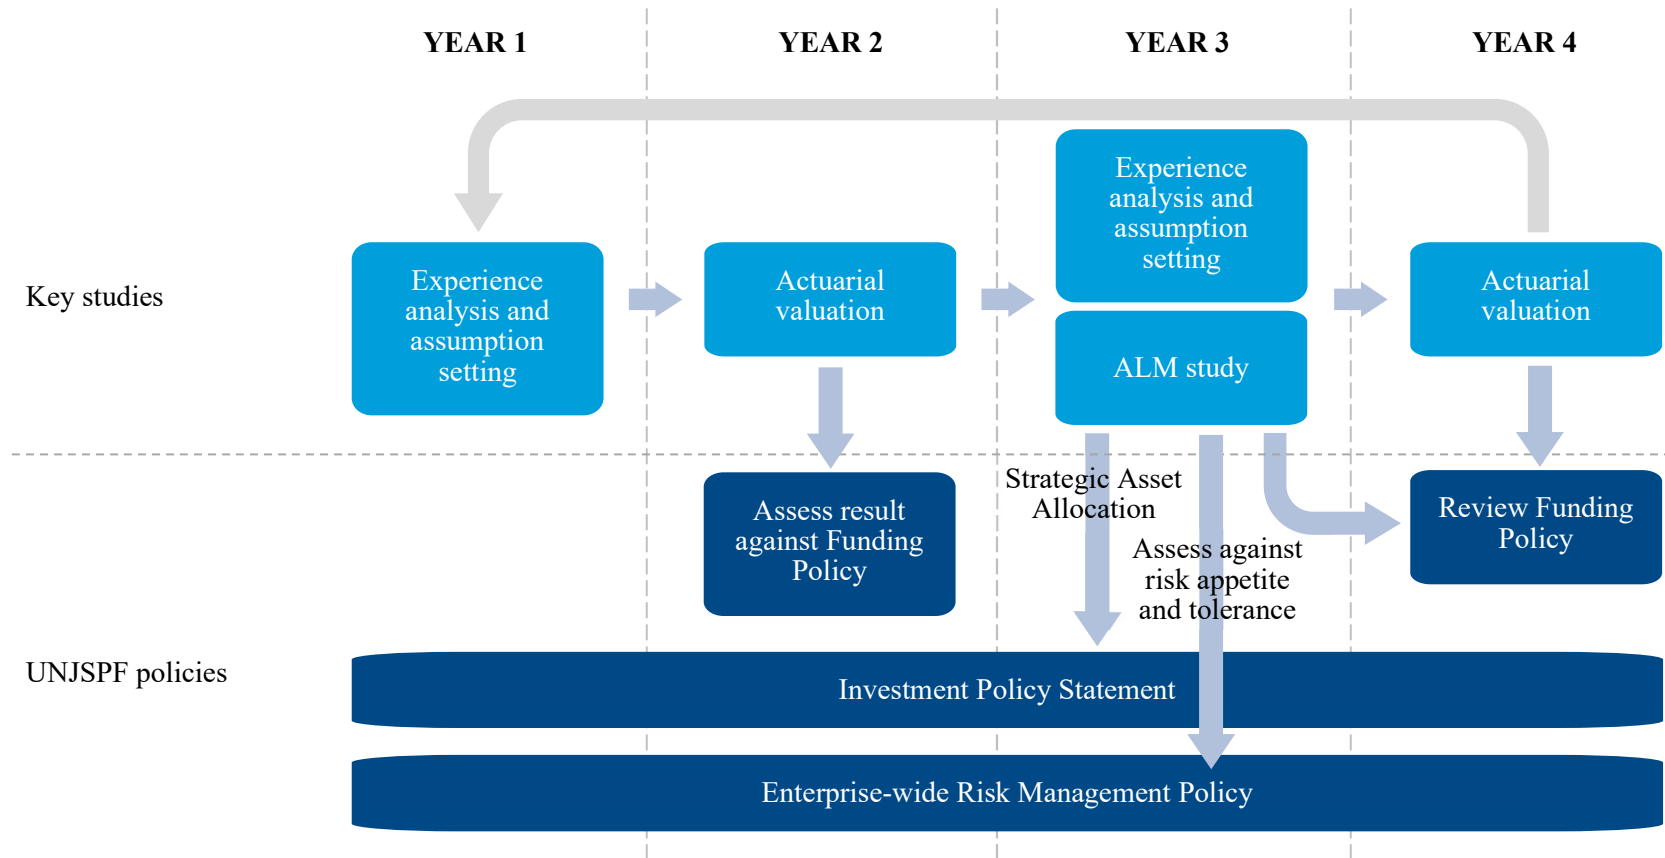 YEAR 1
YEAR 2
YEAR 3
YEAR 4
Key studies
Experience
analysis and
assumption
setting
Actuarial
valuation
Experience
analysis and
assumption
setting
ALM study
Actuarial
valuation
UNJSPF policies
Assess result
against Funding
Policy
Strategic Asset
Allocation
Assess against
risk appetite
and tolerance
Review Funding
Policy
Investment Policy Statement
Enterprise-wide Risk Management Policy